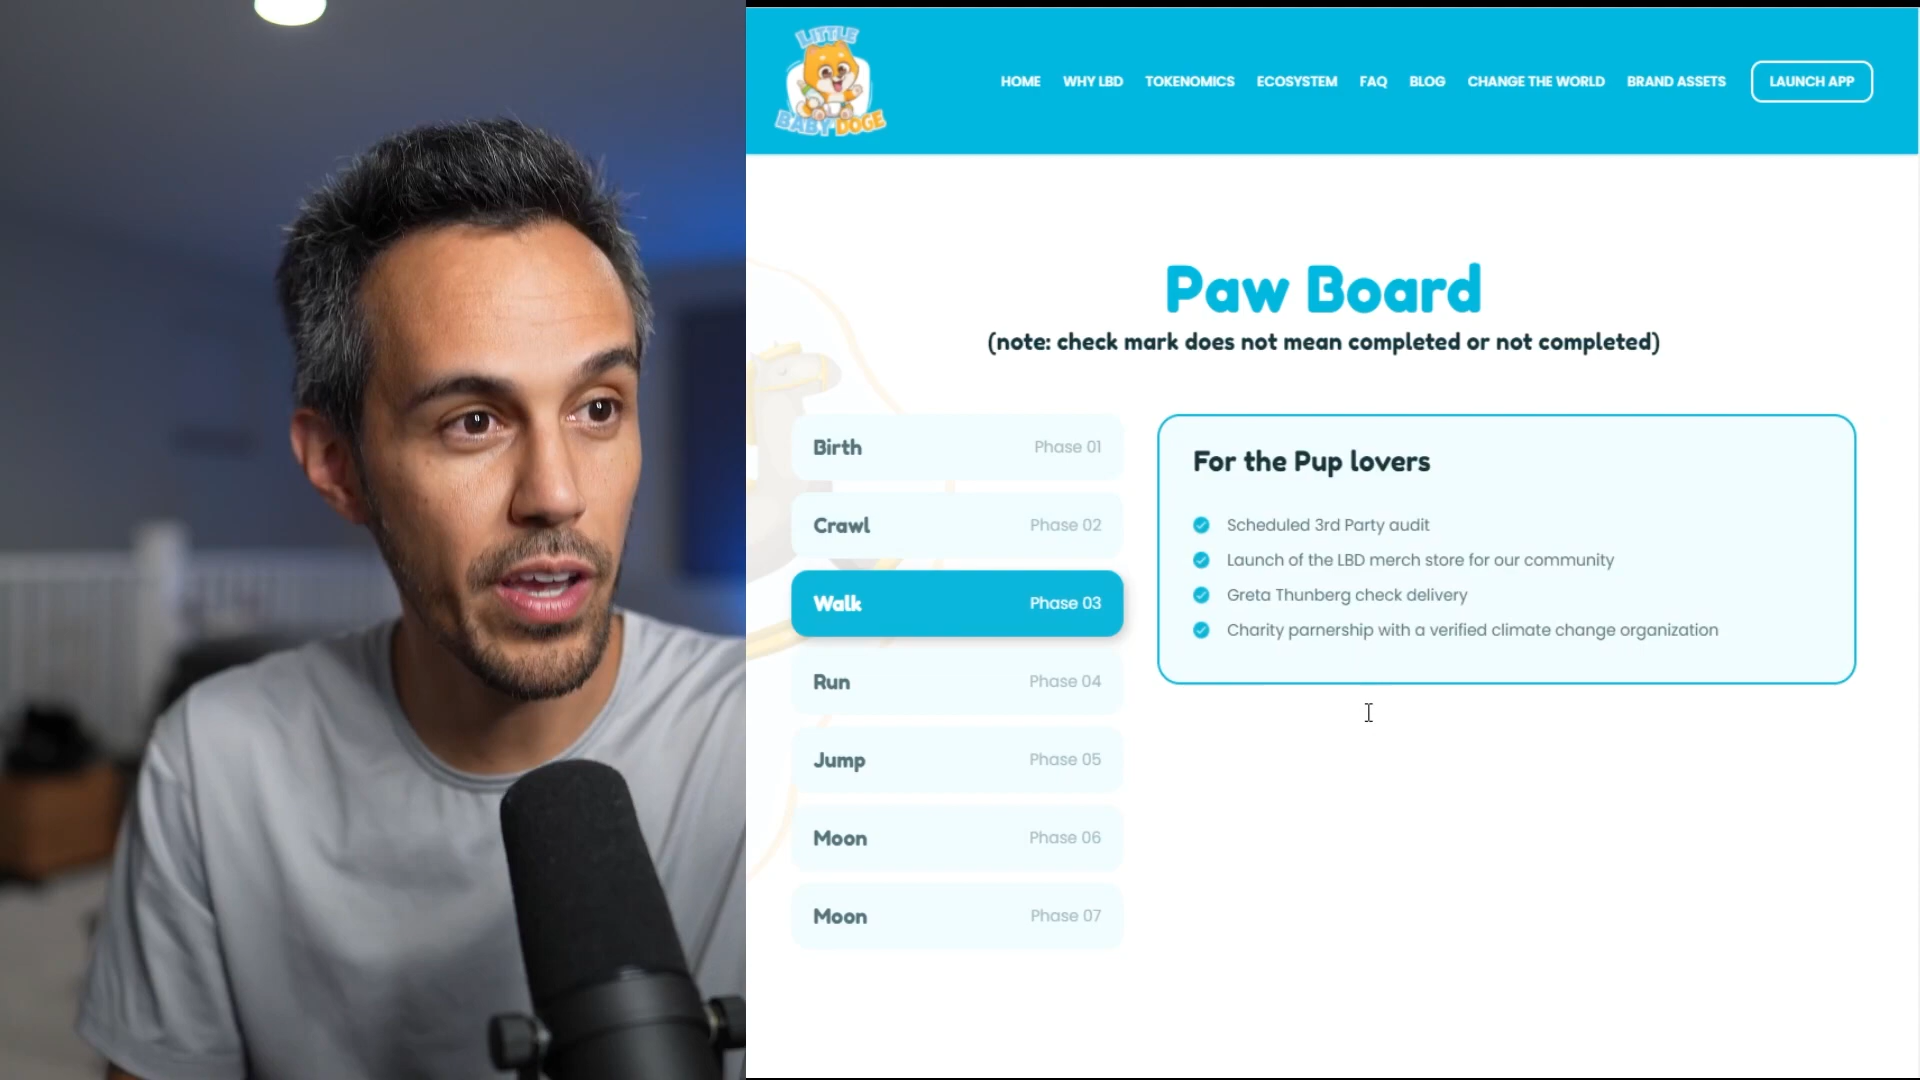 LITTLE
BABY DOGE
HOME WHY LBD TOKENOMICS ECOSYSTEM FAQ BLOG CHANGE THE WORLD BRAND ASSETS LAUNCH APP
Paw Board
(note: check mark does not mean completed or not completed)
Birth Phase 01
Crawl Phase 02
Walk Phase 03
Run Phase 04
Jump Phase 05
Moon Phase 06
Moon Phase 07
For the Pup lovers
Scheduled 3rd Party audit
Launch of the LBD merch store for our community
Greta Thunberg check delivery
Charity parnership with a verified climate change organization